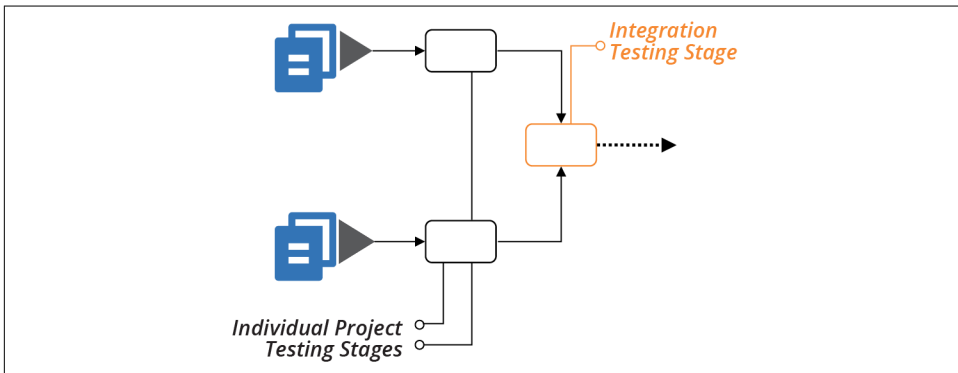 Integration
Testing Stage
Individual Project
Testing Stages